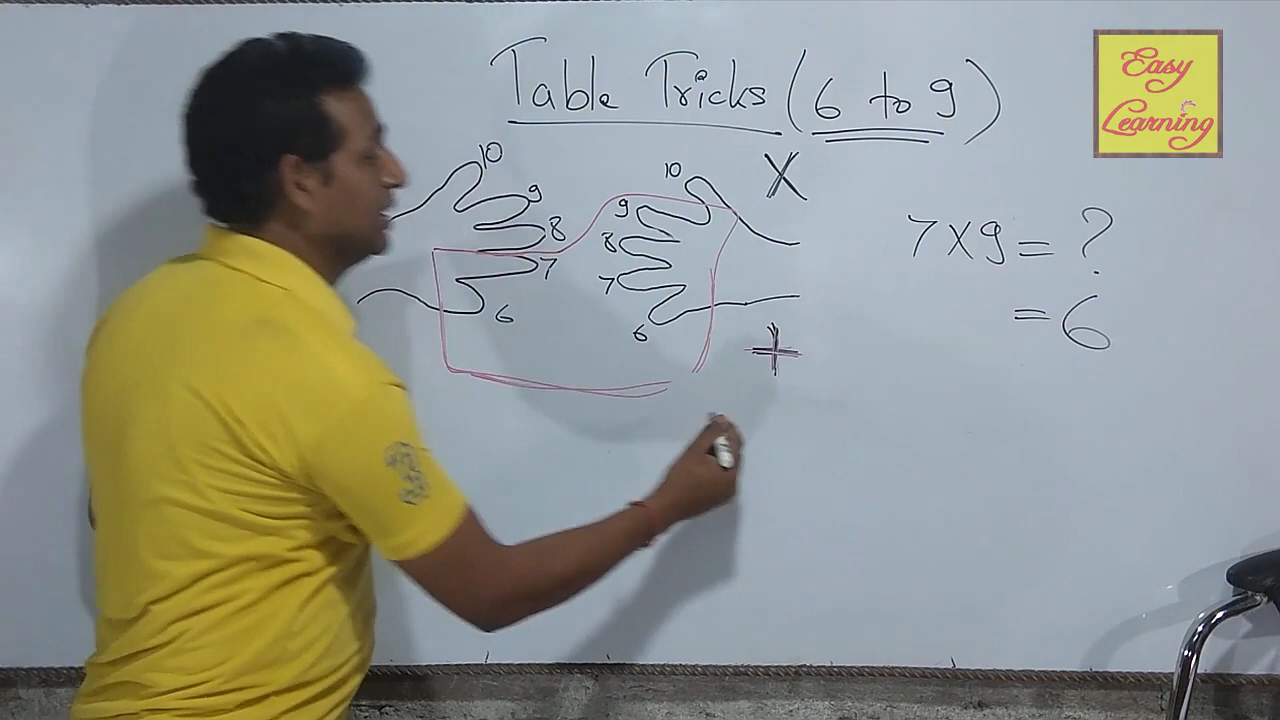 Table Tricks (6 to 9)
Easy
Learning
10
9
8
7
6
10
9
8
7
6
X
+
7 X 9 = ?
= 6